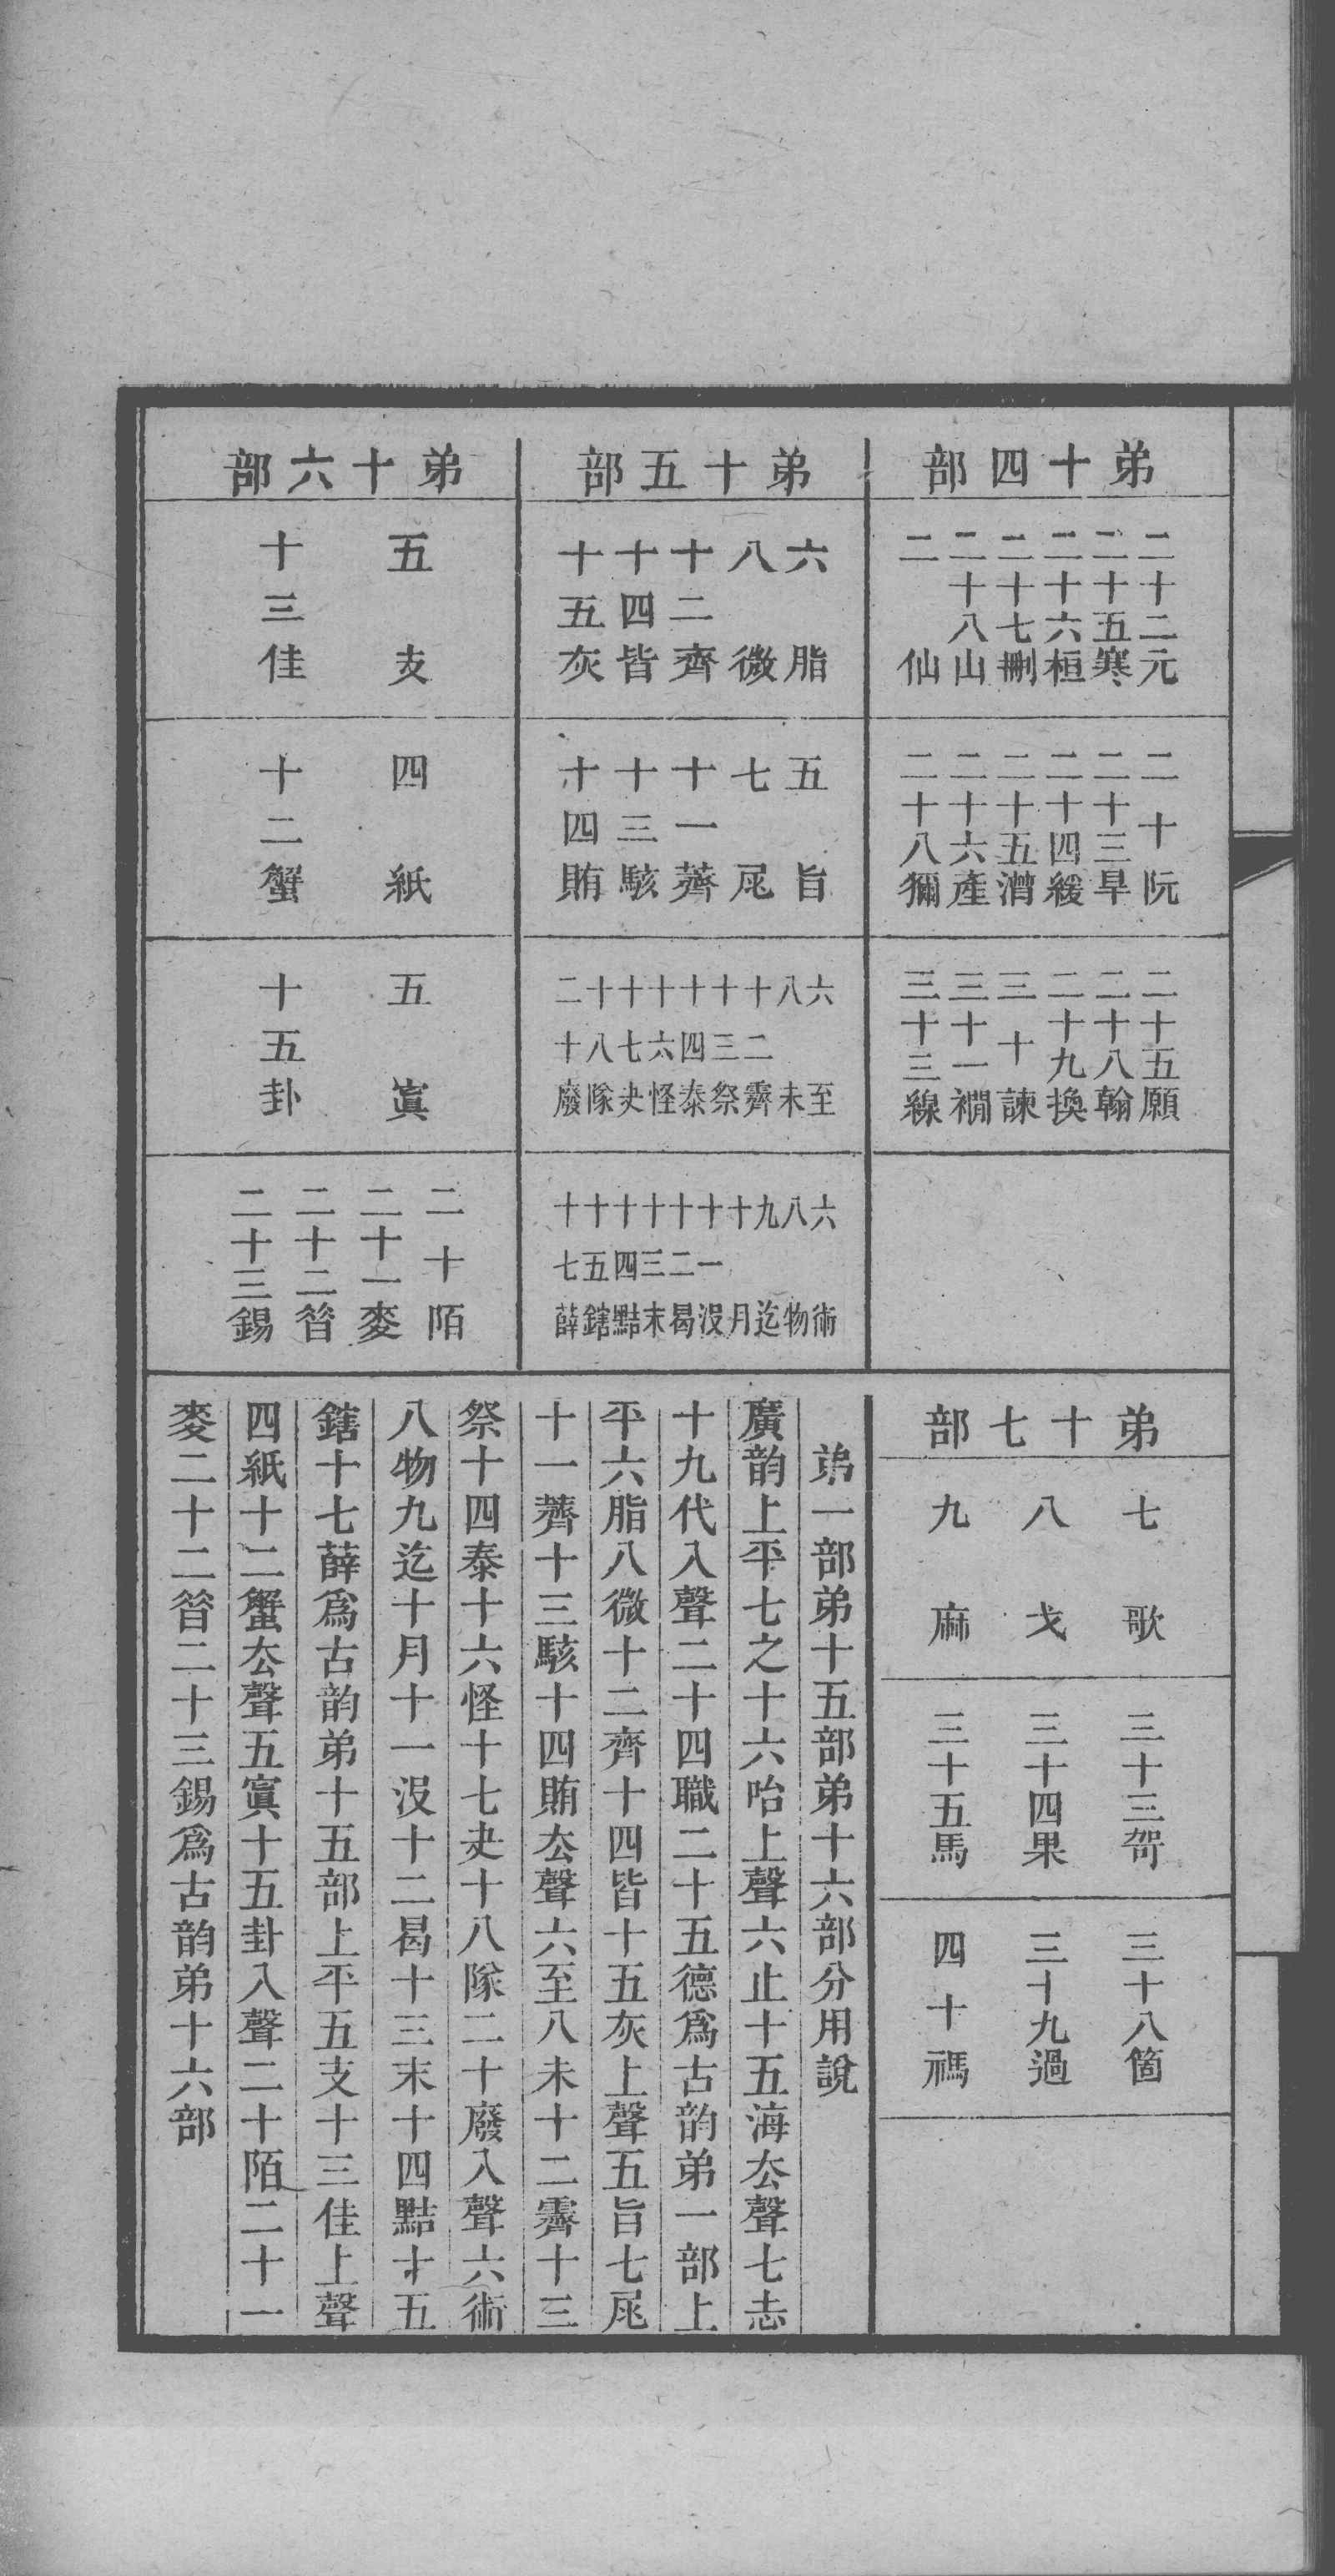 弟十四部
二十二元
二十五寒
二十六桓
二十七刪
二十八山
二仙
二十阮
二十三旱
二十四緩
二十五潸
二十六產
二十八獮
二十五願
二十八翰
二十九換
三十諫
三十一襉
三十三線
弟十五部
六脂
八微
十二齊
十四皆
十五灰
五旨
七尾
十一薺
十三駭
十四賄
六至
八未
十二霽
十三祭
十四泰
十六怪
十七夬
十八隊
二十廢
六術
八物
九迄
十月
十一沒
十二曷
十三末
十四黠
十五鎋
十七薛
弟十六部
五支
十三佳
四紙
十二蟹
五寘
十五卦
二十陌
二十一麥
二十二㫺
二十三錫
弟十七部
七歌
八戈
九麻
三十三哿
三十四果
三十五馬
三十八箇
三十九過
四十禡
弟一部弟十五部弟十六部分用說
廣韵上平七之十六咍上聲六止十五海厺聲七志
十九代入聲二十四職二十五德爲古韵弟一部上
平六脂八微十二齊十四皆十五灰上聲五旨七尾
十一薺十三駭十四賄厺聲六至八未十二霽十三
祭十四泰十六怪十七夬十八隊二十廢入聲六術
八物九迄十月十一沒十二曷十三末十四黠十五
鎋十七薛爲古韵弟十五部上平五支十三佳上聲
四紙十二蟹厺聲五寘十五卦入聲二十陌二十一
麥二十二㫺二十三錫爲古韵弟十六部